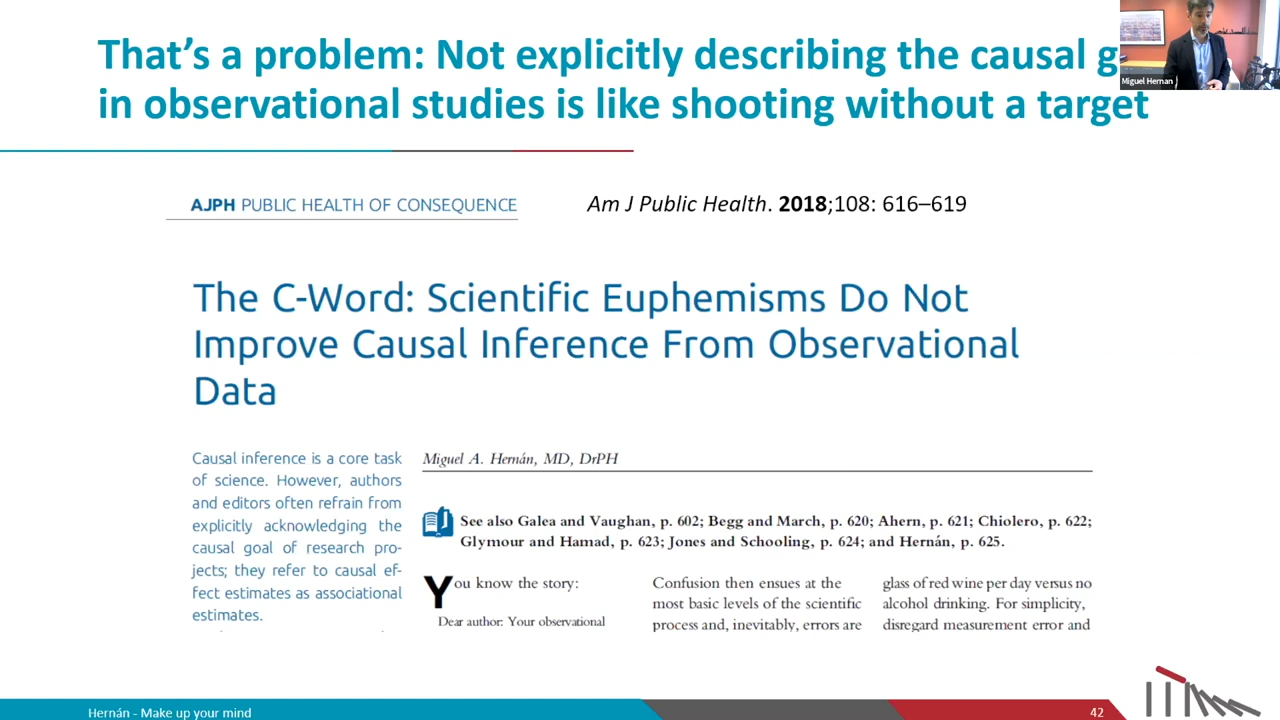 That's a problem: Not explicitly describing the causal g
in observational studies is like shooting without a target
Miguel Hernan
AJPH PUBLIC HEALTH OF CONSEQUENCE
Am J Public Health. 2018;108: 616–619
The C-Word: Scientific Euphemisms Do Not
Improve Causal Inference From Observational
Data
Causal inference is a core task
of science. However, authors
and editors often refrain from
explicitly acknowledging the
causal goal of research pro-
jects; they refer to causal ef-
fect estimates as associational
estimates.
Miguel A. Hernán, MD, DrPH
See also Galea and Vaughan, p. 602; Begg and March, p. 620; Ahern, p. 621; Chiolero, p. 622;
Glymour and Hamad, p. 623; Jones and Schooling, p. 624; and Hernán, p. 625.
You know the story:
Dear author: Your observational
Confusion then ensues at the
most basic levels of the scientific
process and, inevitably, errors are
glass of red wine per day versus no
alcohol drinking. For simplicity,
disregard measurement error and
Hernán - Make up your mind
42